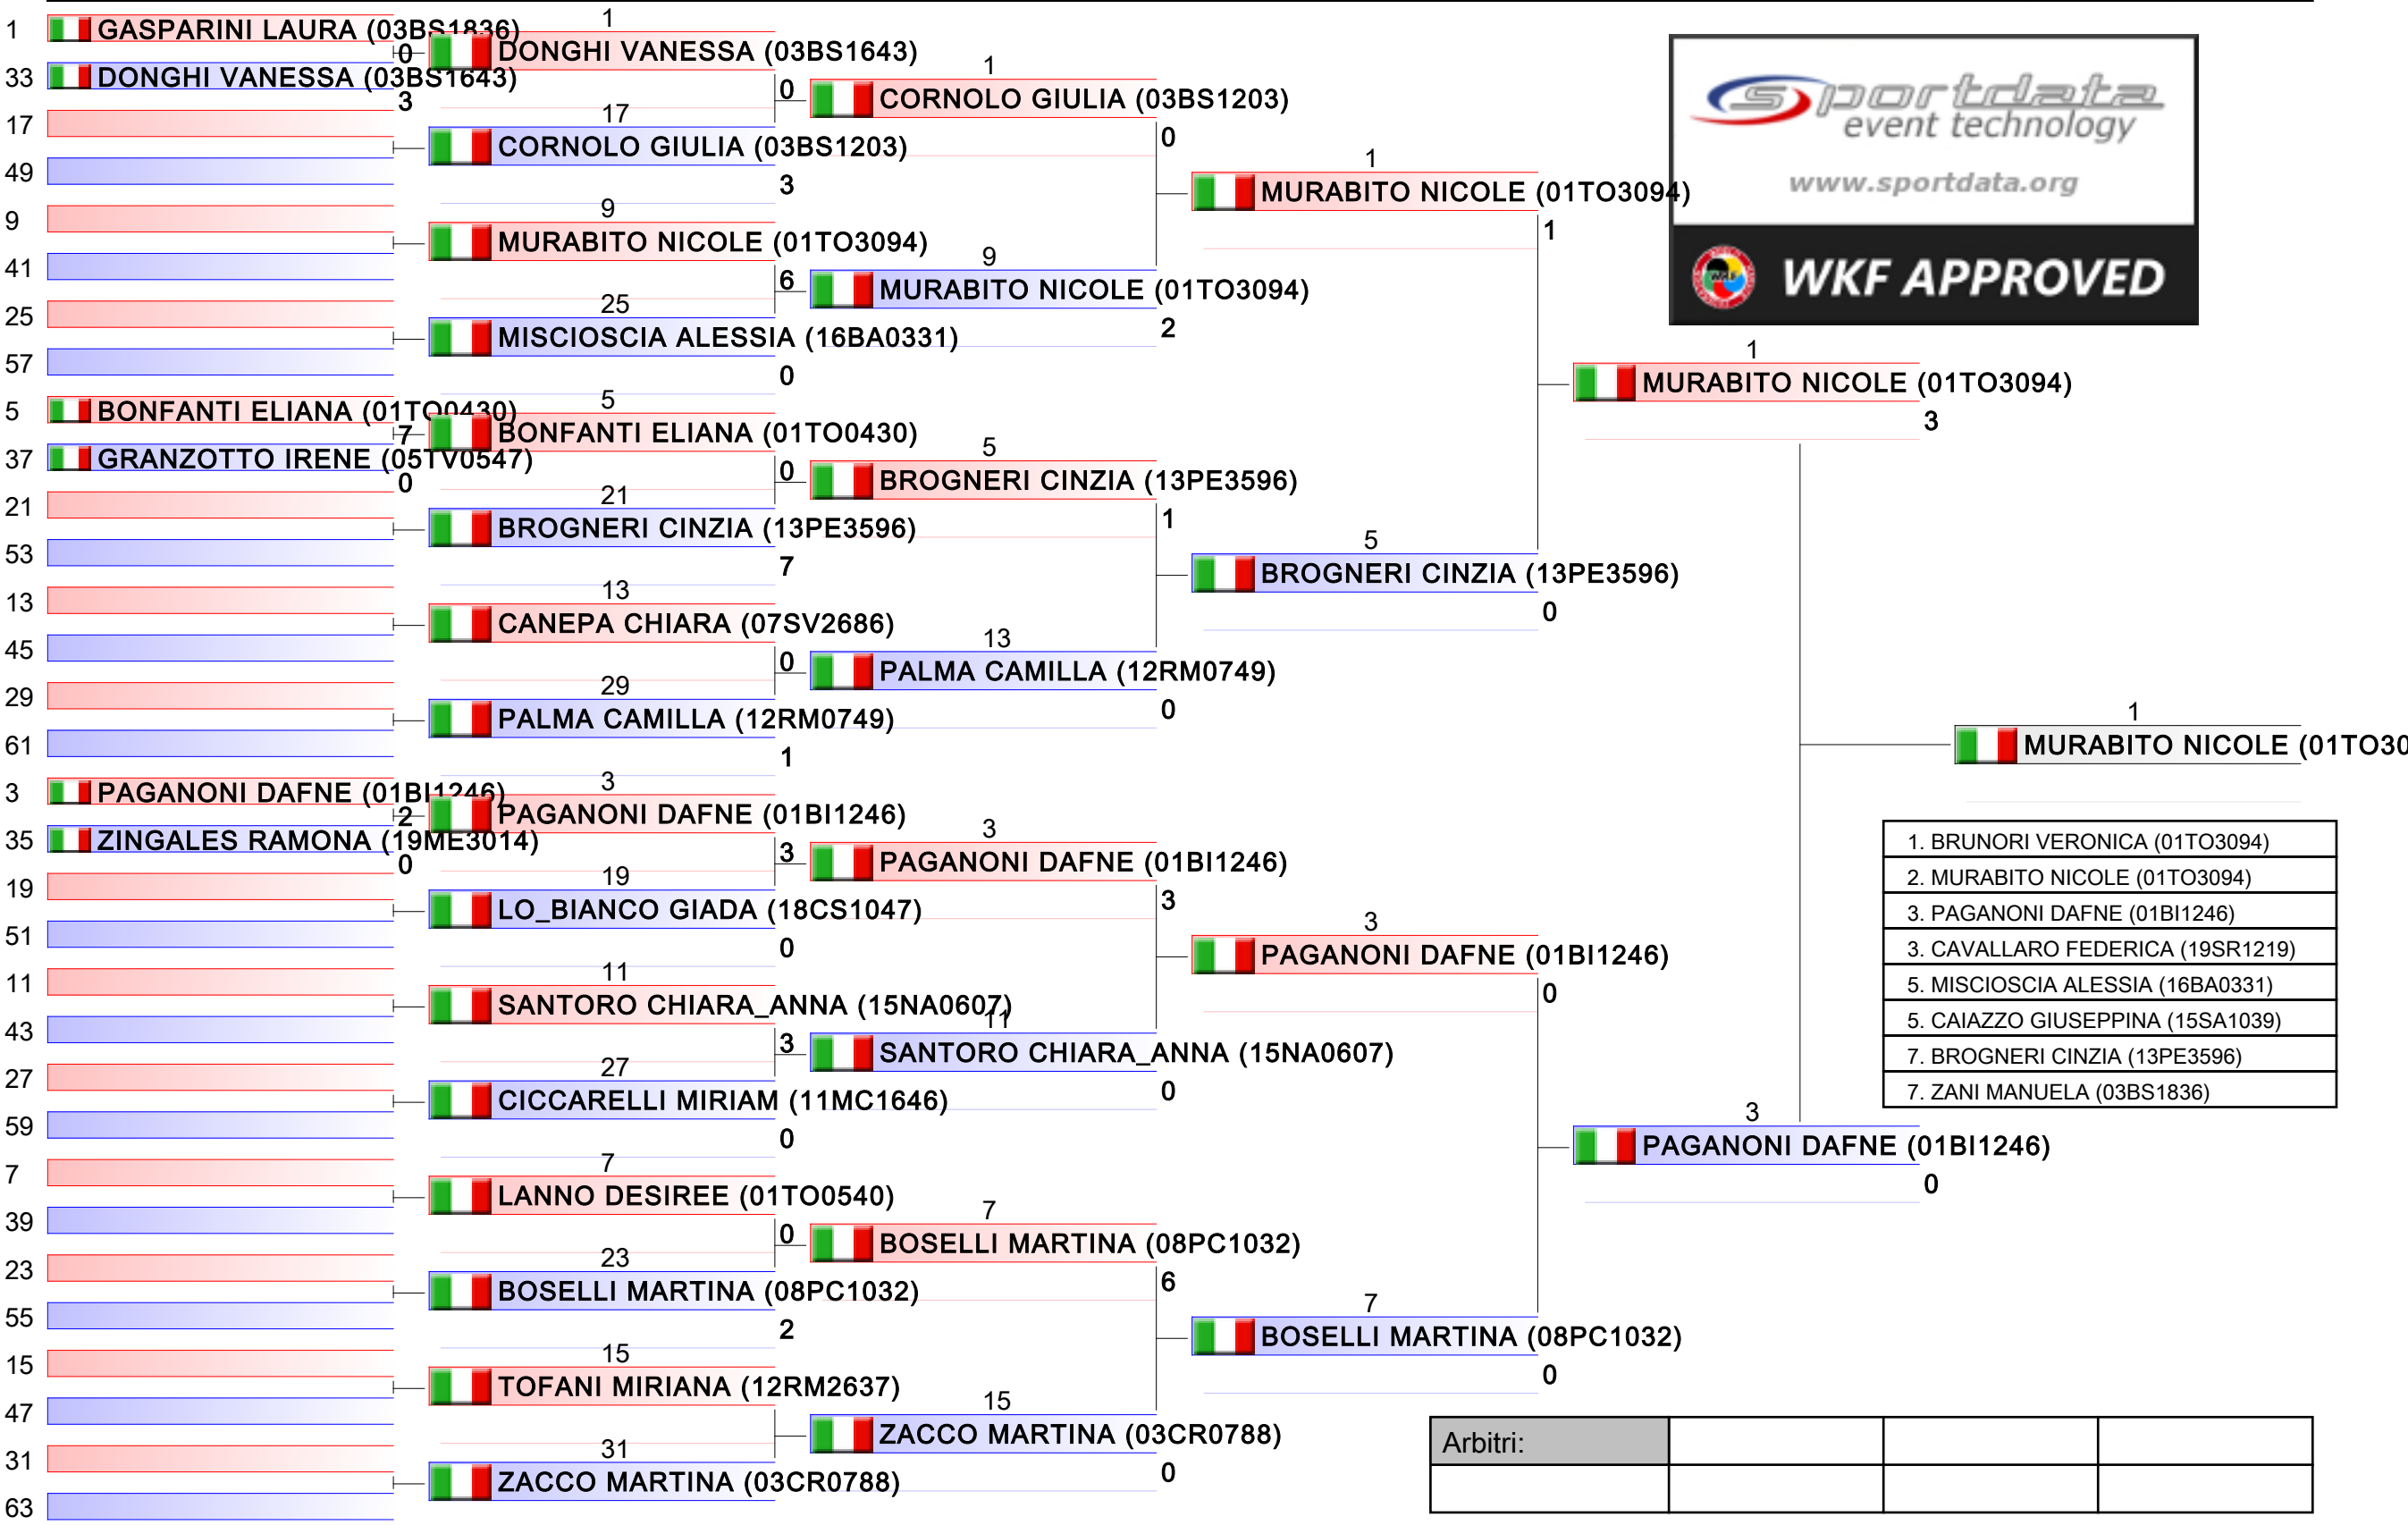 1 GASPARINI LAURA (03BS1836)
0
33 DONGHI VANESSA (03BS1643)
3
17
49
9
41
25
57
5 BONFANTI ELIANA (01TO0430)
7
37 GRANZOTTO IRENE (05TV0547)
0
21
53
13
45
29
61
3 PAGANONI DAFNE (01BI1246)
2
35 ZINGALES RAMONA (19ME3014)
0
19
51
11
43
27
59
7
39
23
55
15
47
31
63
1
DONGHI VANESSA (03BS1643)
0
17
CORNOLO GIULIA (03BS1203)
3
9
MURABITO NICOLE (01TO3094)
6
25
MISCIOSCIA ALESSIA (16BA0331)
0
5
BONFANTI ELIANA (01TO0430)
0
21
BROGNERI CINZIA (13PE3596)
7
13
CANEPA CHIARA (07SV2686)
0
29
PALMA CAMILLA (12RM0749)
1
3
PAGANONI DAFNE (01BI1246)
3
19
LO_BIANCO GIADA (18CS1047)
0
11
SANTORO CHIARA_ANNA (15NA0607)
3
27
CICCARELLI MIRIAM (11MC1646)
0
7
LANNO DESIREE (01TO0540)
0
23
BOSELLI MARTINA (08PC1032)
2
15
TOFANI MIRIANA (12RM2637)
31
ZACCO MARTINA (03CR0788)
1
CORNOLO GIULIA (03BS1203)
0
9
MURABITO NICOLE (01TO3094)
2
5
BROGNERI CINZIA (13PE3596)
1
13
PALMA CAMILLA (12RM0749)
0
3
PAGANONI DAFNE (01BI1246)
3
11
SANTORO CHIARA_ANNA (15NA0607)
0
7
BOSELLI MARTINA (08PC1032)
6
15
ZACCO MARTINA (03CR0788)
0
1
MURABITO NICOLE (01TO3094)
1
5
BROGNERI CINZIA (13PE3596)
0
3
PAGANONI DAFNE (01BI1246)
0
7
BOSELLI MARTINA (08PC1032)
0
1
MURABITO NICOLE (01TO3094)
3
3
PAGANONI DAFNE (01BI1246)
0
1
MURABITO NICOLE (01TO30
sportdata
event technology
www.sportdata.org
WKF APPROVED
1. BRUNORI VERONICA (01TO3094)
2. MURABITO NICOLE (01TO3094)
3. PAGANONI DAFNE (01BI1246)
3. CAVALLARO FEDERICA (19SR1219)
5. MISCIOSCIA ALESSIA (16BA0331)
5. CAIAZZO GIUSEPPINA (15SA1039)
7. BROGNERI CINZIA (13PE3596)
7. ZANI MANUELA (03BS1836)
Arbitri: